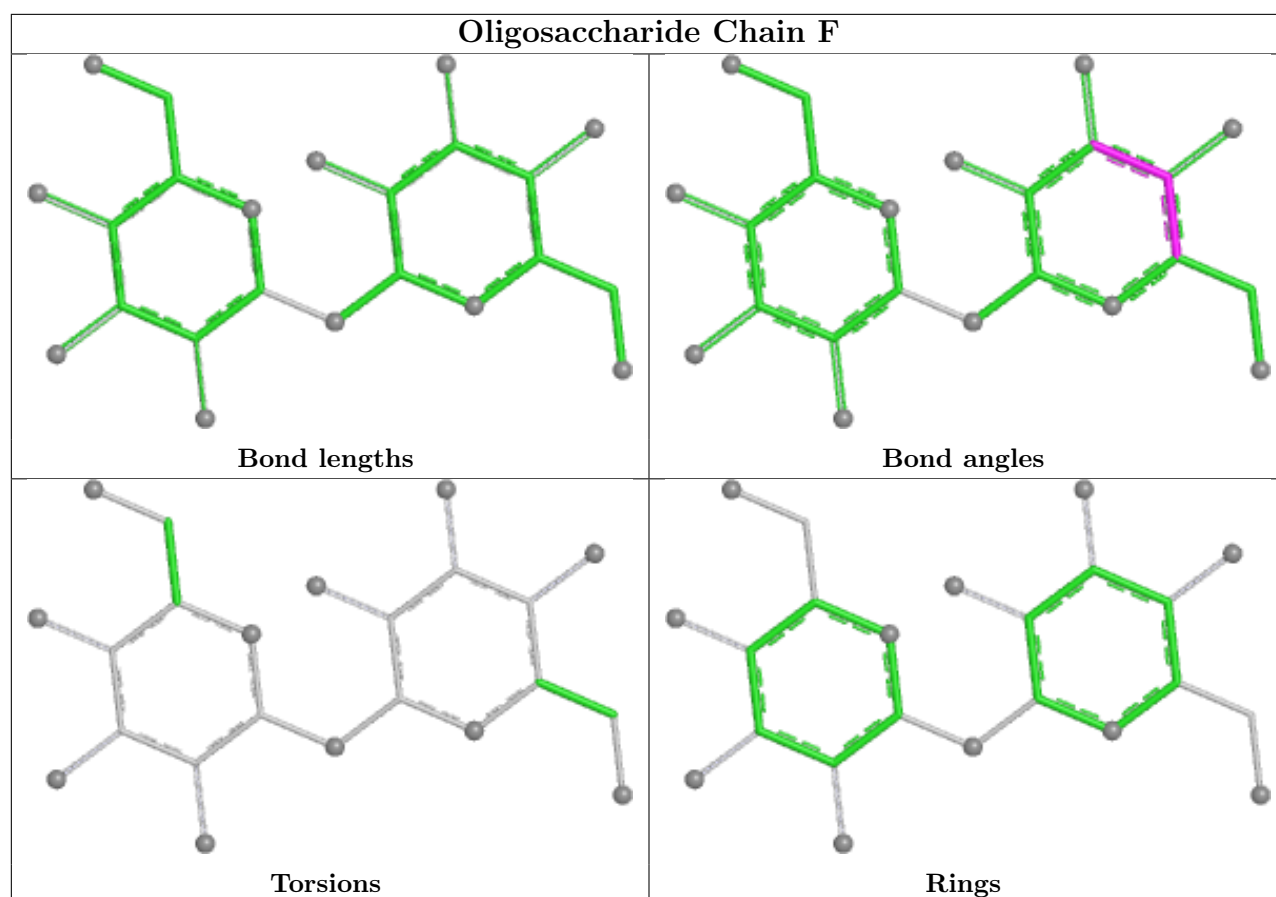 Oligosaccharide Chain F
Bond lengths
Bond angles
Torsions
Rings